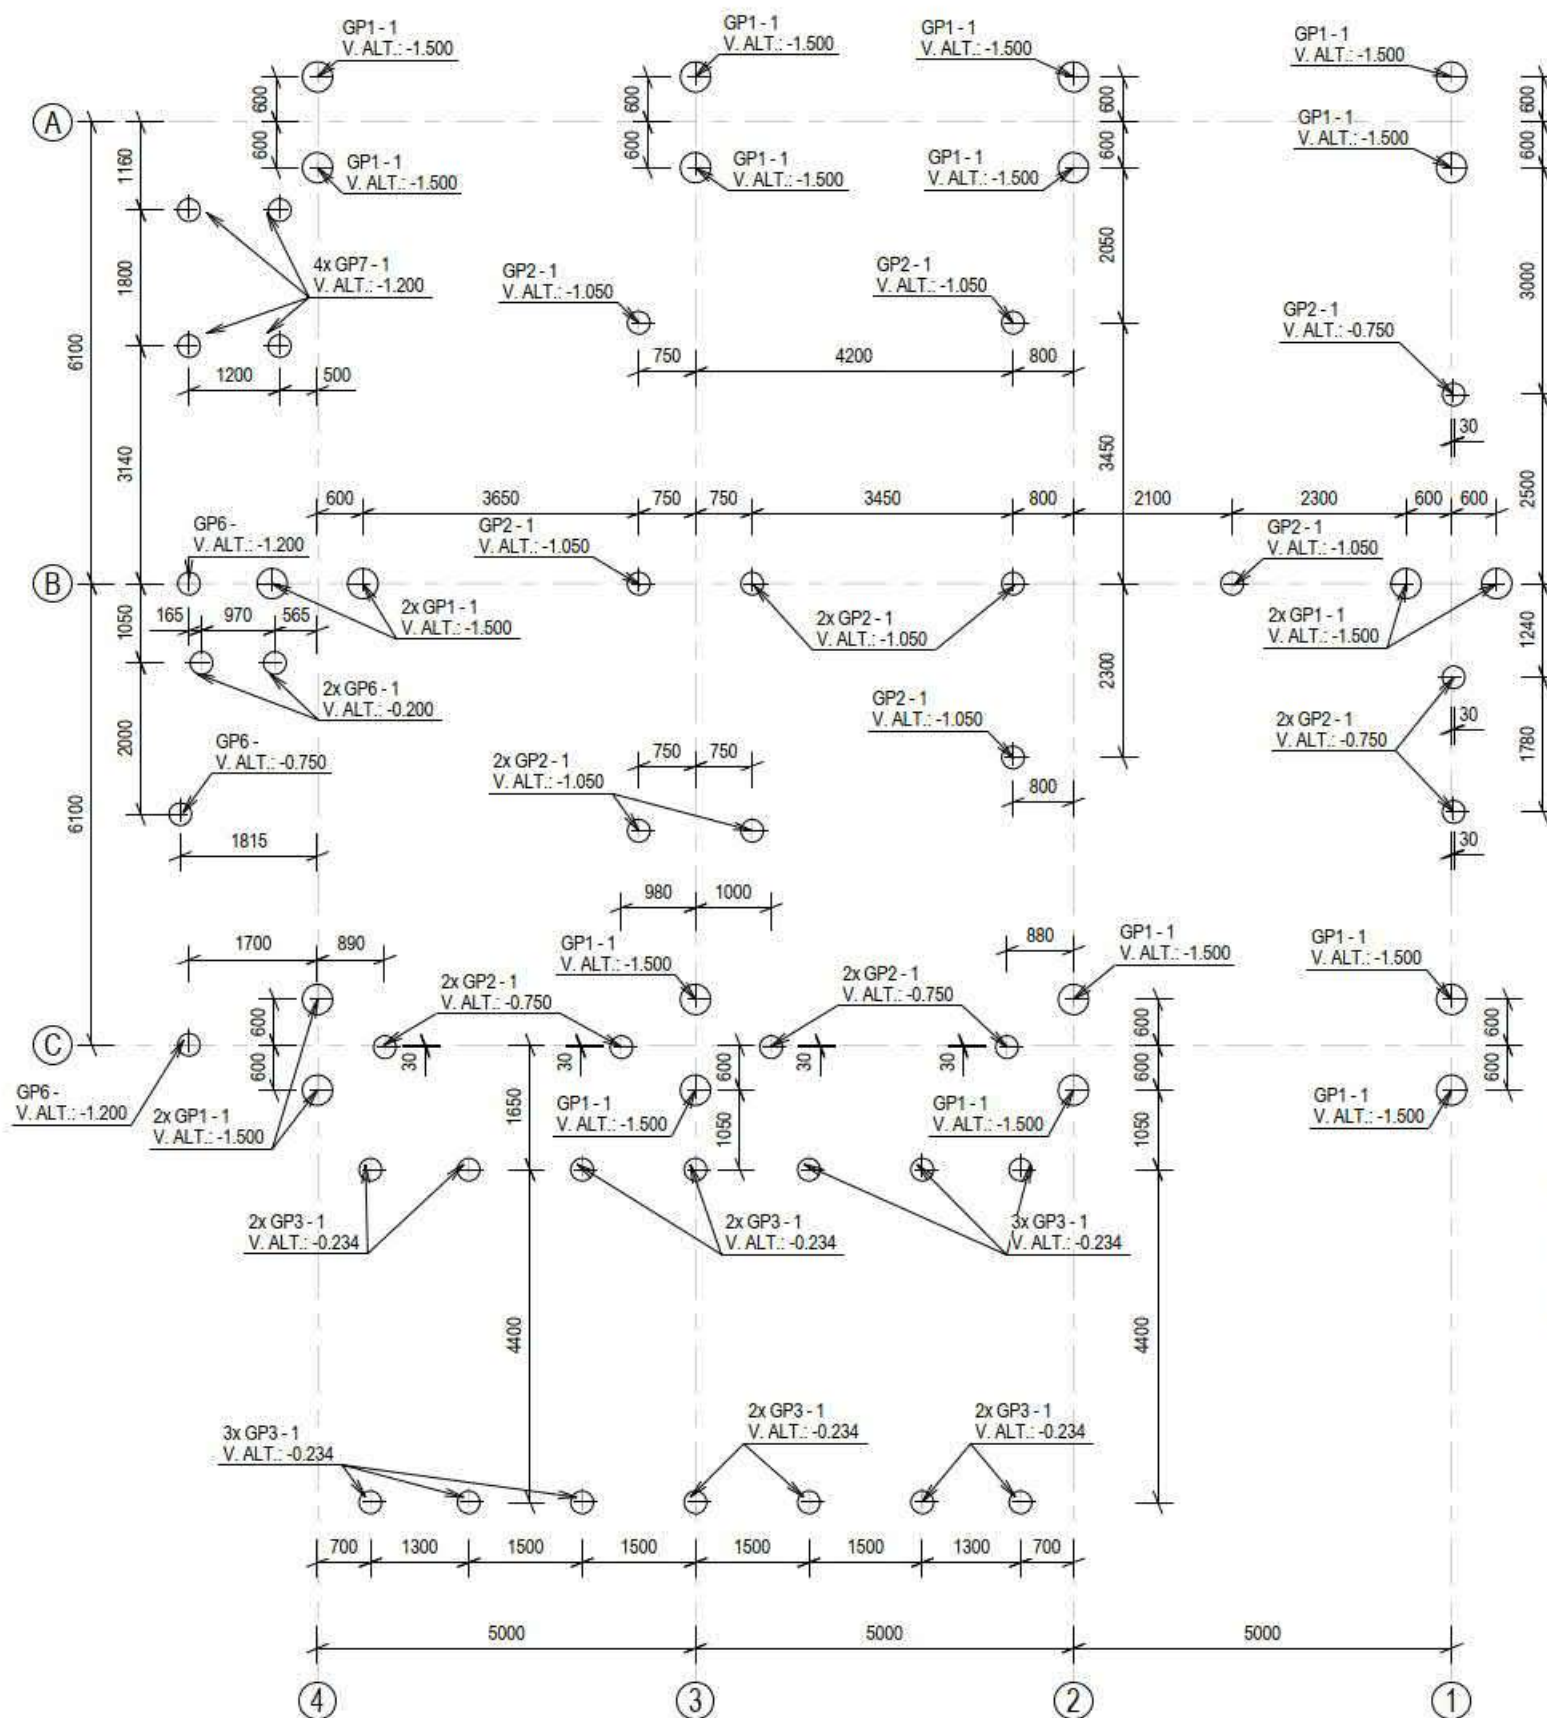 GP1 - 1
V. ALT.: -1.500
GP1 - 1
V. ALT.: -1.500
GP1 - 1
V. ALT.: -1.500
GP1 - 1
V. ALT.: -1.500
600
600
600
600
A
GP1 - 1
V. ALT.: -1.500
600
600
600
600
1160
GP1 - 1
V. ALT.: -1.500
GP1 - 1
V. ALT.: -1.500
GP1 - 1
V. ALT.: -1.500
1800
4x GP7 - 1
V. ALT.: -1.200
GP2 - 1
V. ALT.: -1.050
GP2 - 1
V. ALT.: -1.050
2050
3000
GP2 - 1
V. ALT.: -0.750
6100
1200
500
750
4200
800
30
3140
3450
2500
600
3650
750
750
3450
800
2100
2300
600
600
GP6 -
V. ALT.: -1.200
GP2 - 1
V. ALT.: -1.050
GP2 - 1
V. ALT.: -1.050
B
165
970
565
1050
2x GP1 - 1
V. ALT.: -1.500
2x GP2 - 1
V. ALT.: -1.050
2x GP1 - 1
V. ALT.: -1.500
1240
2300
2x GP6 - 1
V. ALT.: -0.200
GP2 - 1
V. ALT.: -1.050
2x GP2 - 1
V. ALT.: -0.750
30
2000
GP6 -
V. ALT.: -0.750
2x GP2 - 1
V. ALT.: -1.050
750
750
800
1780
6100
1815
30
980
1000
1700
890
GP1 - 1
V. ALT.: -1.500
880
GP1 - 1
V. ALT.: -1.500
GP1 - 1
V. ALT.: -1.500
2x GP2 - 1
V. ALT.: -0.750
2x GP2 - 1
V. ALT.: -0.750
600
600
600
C
30
30
30
30
600
600
600
600
GP6 -
V. ALT.: -1.200
2x GP1 - 1
V. ALT.: -1.500
1650
GP1 - 1
V. ALT.: -1.500
1050
GP1 - 1
V. ALT.: -1.500
1050
GP1 - 1
V. ALT.: -1.500
2x GP3 - 1
V. ALT.: -0.234
2x GP3 - 1
V. ALT.: -0.234
3x GP3 - 1
V. ALT.: -0.234
4400
4400
3x GP3 - 1
V. ALT.: -0.234
2x GP3 - 1
V. ALT.: -0.234
2x GP3 - 1
V. ALT.: -0.234
700
1300
1500
1500
1500
1500
1300
700
5000
5000
5000
4
3
2
1